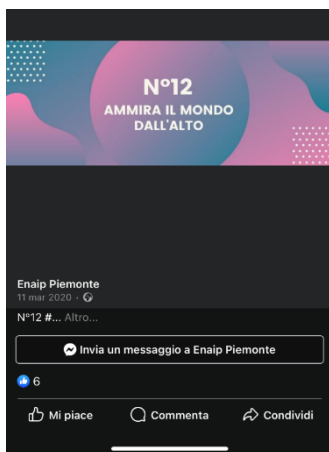 N°12
AMMIRA IL MONDO
DALL'ALTO
Enaip Piemonte
11 mar 2020 ·
N°12 #... Altro...
Invia un messaggio a Enaip Piemonte
6
Mi piace
Commenta
Condividi